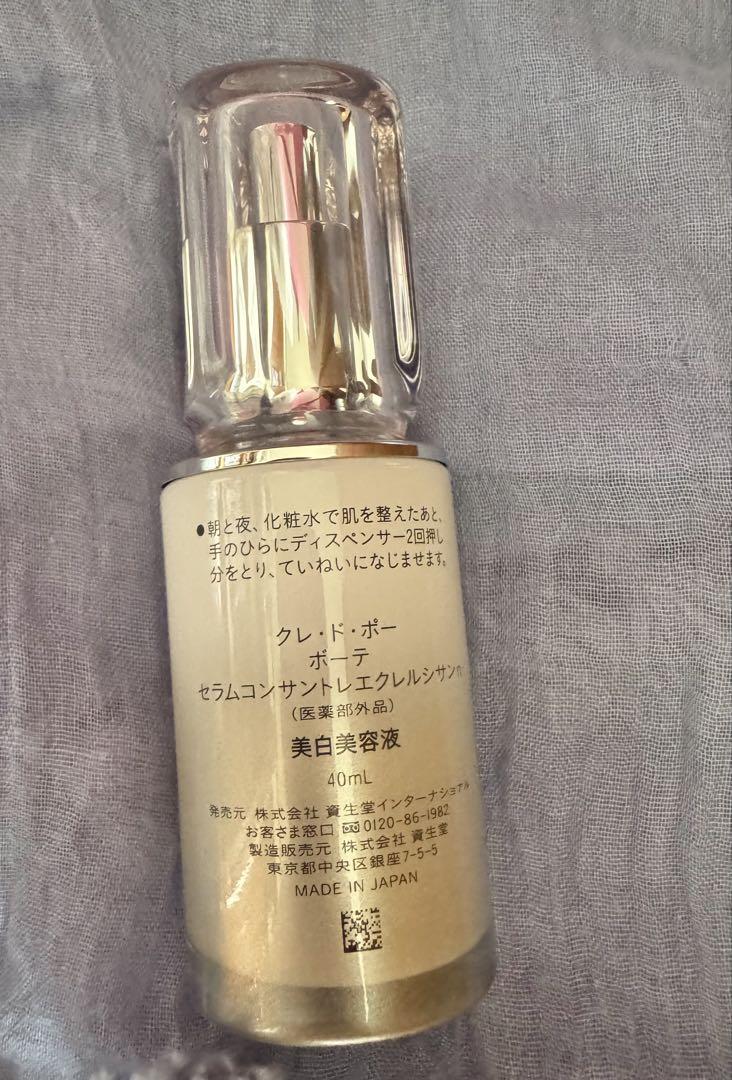 ●朝と夜、化粧水で肌を整えたあと、
手のひらにディスペンサー2回押し
分をとり、ていねいになじませます。
クレ・ド・ポー
ボーテ
セラムコンサントレエクレルシサンn
(医薬部外品)
美白美容液
40mL
発売元 株式会社 資生堂インターナショナル
お客さま窓口 0120-86-1982
製造販売元 株式会社 資生堂
東京都中央区銀座7-5-5
MADE IN JAPAN